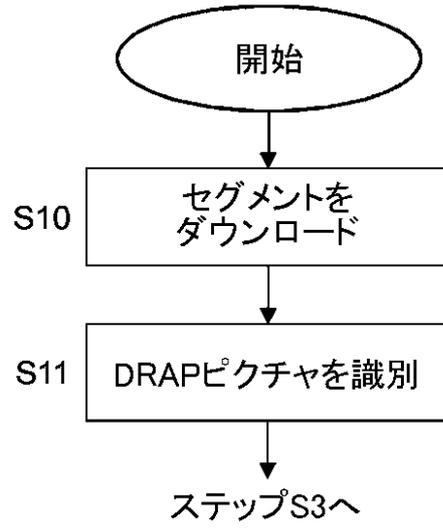 開始
S10
セグメントを
ダウンロード
S11
DRAPピクチャを識別
ステップS3へ